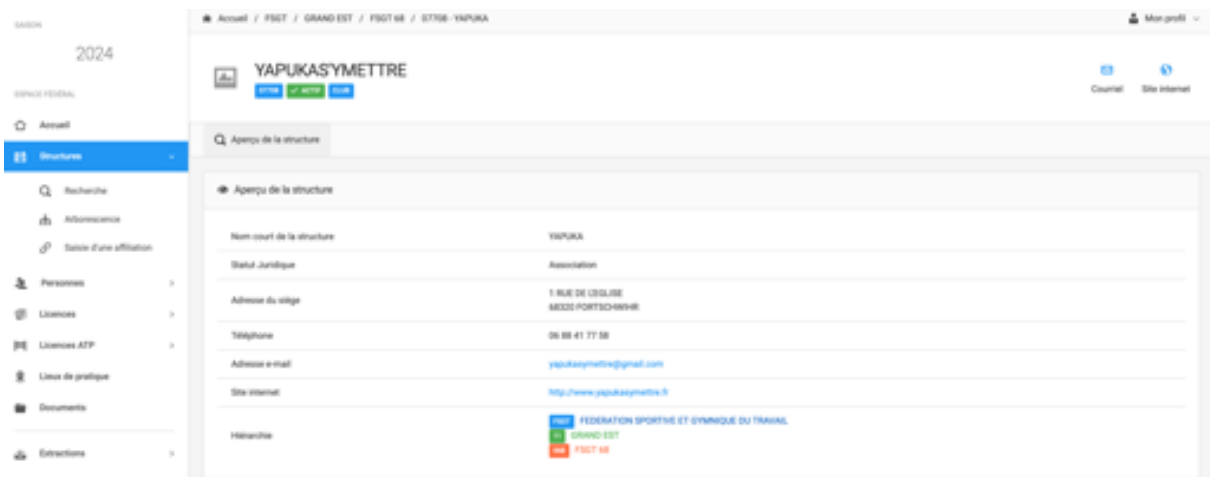 SAISON
2024
ESPACE FÉDÉRAL
Accueil
Structures
Recherche
Arborescence
Saisie d'une affiliation
Personnes
Licences
Licences ATP
Lieux de pratique
Documents
Extractions
Accueil / FSGT / GRAND EST / FSGT 68 / 07708 - YAPUKA
Mon profil
YAPUKAS'YMETTRE
07708 ACTIF CLUB
Courriel Site internet
Aperçu de la structure
Aperçu de la structure
Nom court de la structure YAPUKA
Statut Juridique Association
Adresse du siège 1 RUE DE L'EGLISE
68320 FORTSCHWIHR
Téléphone 06 88 41 77 58
Adresse e-mail yapukasymettre@gmail.com
Site internet http://www.yapukasymettre.fr
Hiérarchie FSGT FEDERATION SPORTIVE ET GYMNIQUE DU TRAVAIL
GRAND EST
FSGT 68